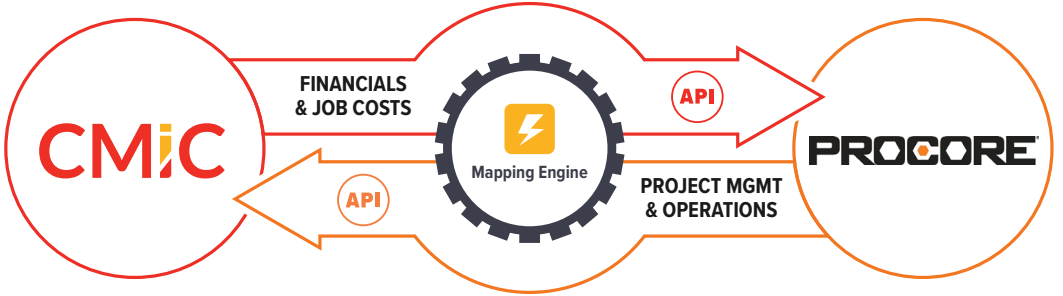 FINANCIALS
& JOB COSTS
API
CMiC
Mapping Engine
PROCORE
API
PROJECT MGMT
& OPERATIONS